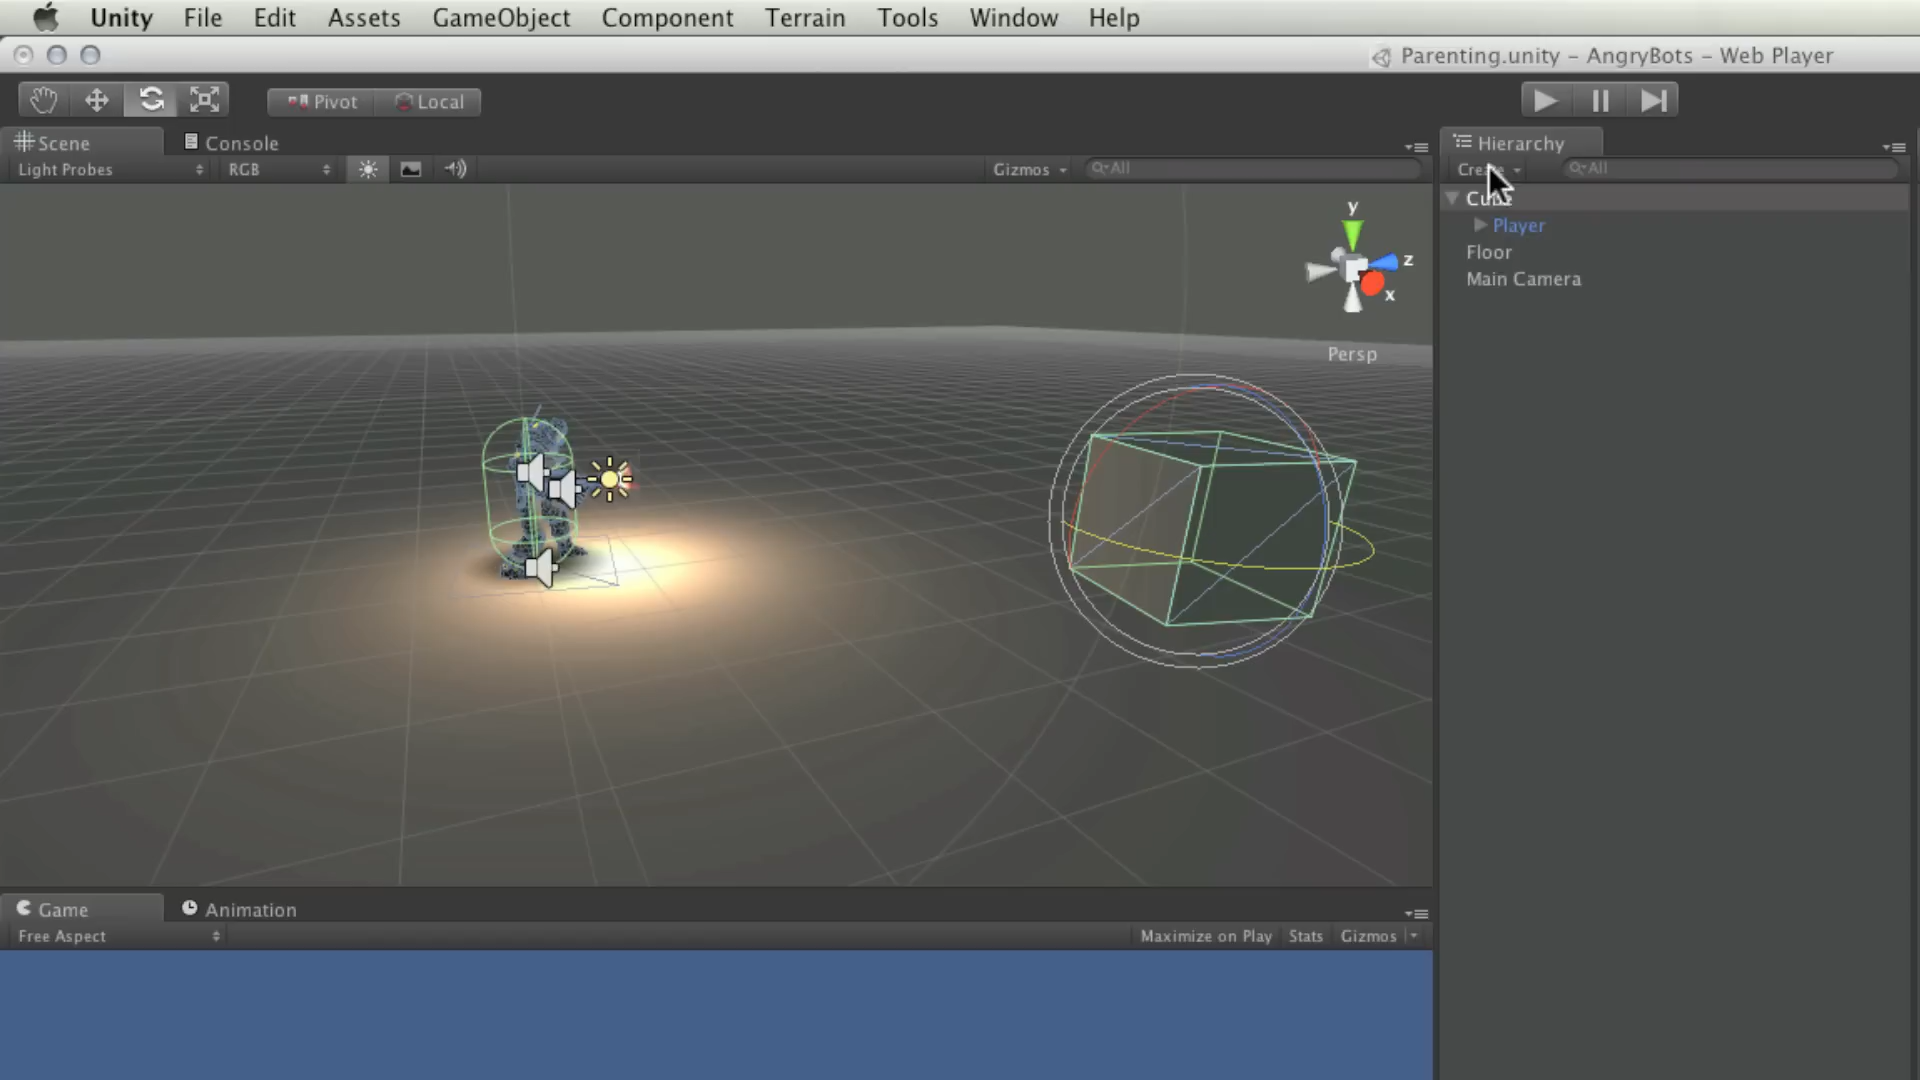 Unity File Edit Assets GameObject Component Terrain Tools Window Help
Parenting.unity – AngryBots – Web Player
Pivot Local
Scene Console
Hierarchy
Light Probes RGB Gizmos All
All
Cube
Player
Floor
Main Camera
y
z
x
Persp
Game Animation
Free Aspect Maximize on Play Stats Gizmos